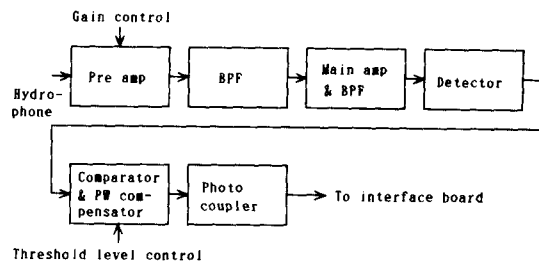 Gain control
Hydro-
phone
Pre amp
BPF
Main amp
& BPF
Detector
Comparator
& PW com-
pensator
Photo
coupler
To interface board
Threshold level control